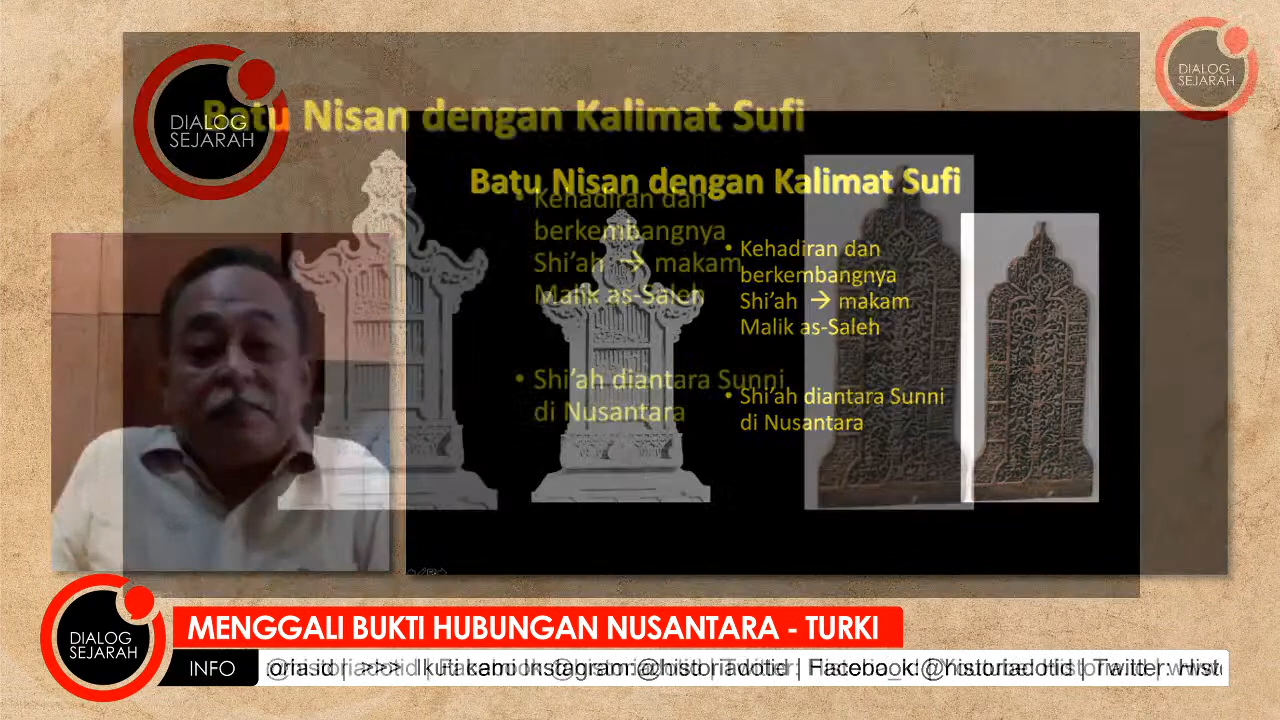 DIALOG
SEJARAH
DIALOG
SEJARAH
Batu Nisan dengan Kalimat Sufi
• Kehadiran dan
berkembangnya
Shi’ah → makam
Malik as-Saleh
• Shi’ah diantara Sunni
di Nusantara
Batu Nisan dengan Kalimat Sufi
• Kehadiran dan
berkembangnya
Shi’ah → makam
Malik as-Saleh
• Shi’ah diantara Sunni
di Nusantara
DIALOG
SEJARAH
MENGGALI BUKTI HUBUNGAN NUSANTARA - TURKI
INFO